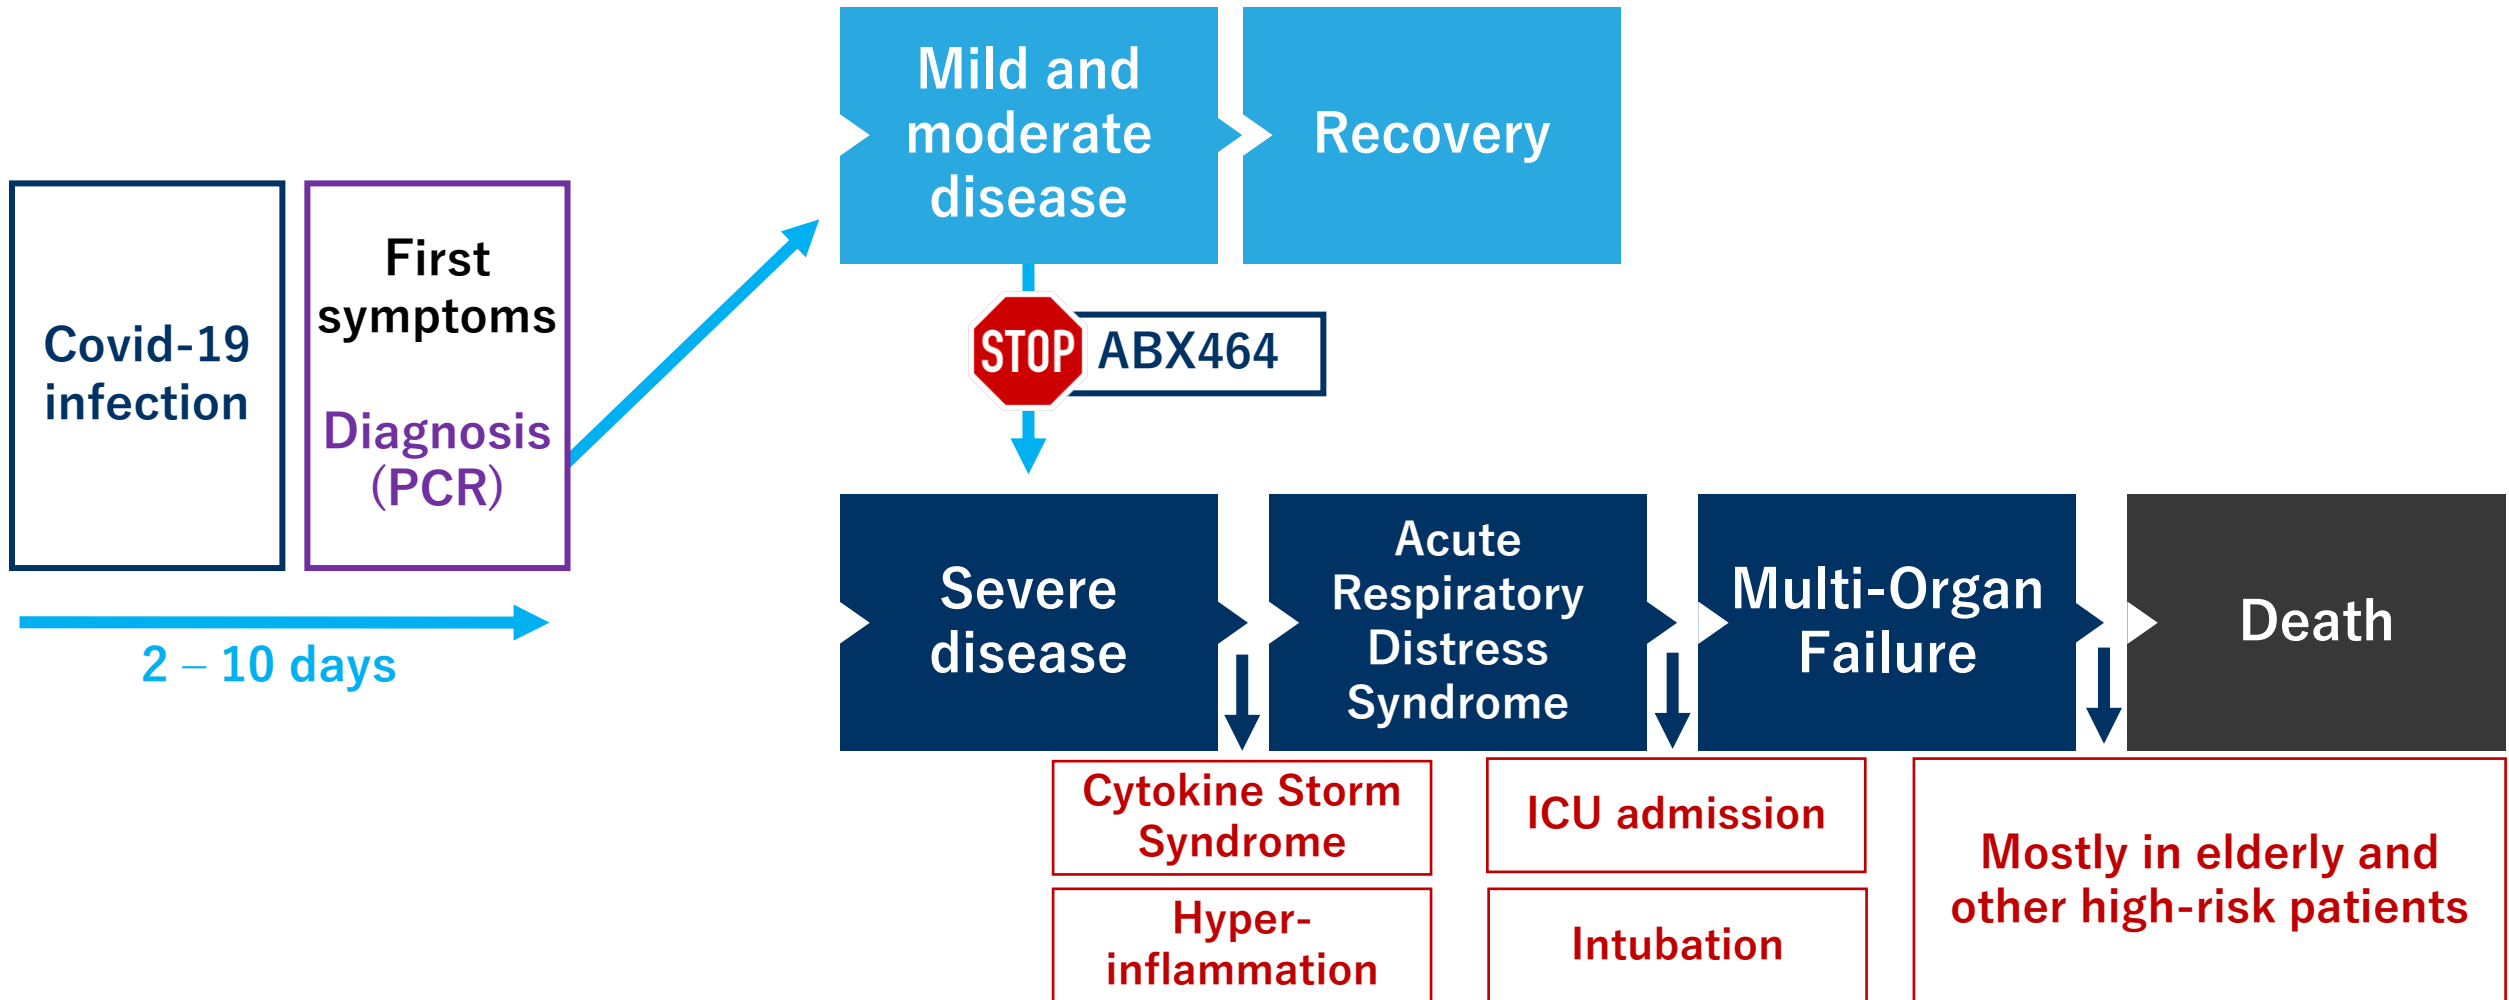 Covid-19
infection
First
symptoms
Diagnosis
(PCR)
2 – 10 days
Mild and
moderate
disease
Recovery
STOP
ABX464
Severe
disease
Acute
Respiratory
Distress
Syndrome
Multi-Organ
Failure
Death
Cytokine Storm
Syndrome
Hyper-
inflammation
ICU admission
Intubation
Mostly in elderly and
other high-risk patients